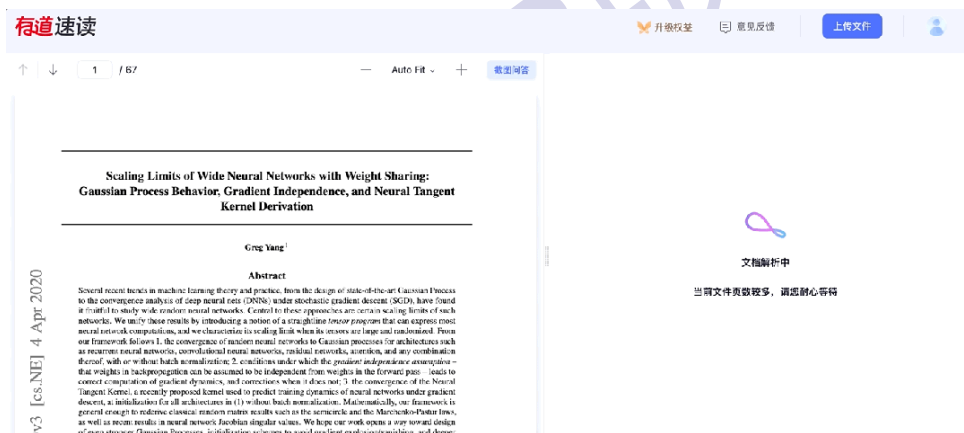 有道速读
升级权益
意见反馈
上传文件
1 / 67
Auto Fit
截图问答
Scaling Limits of Wide Neural Networks with Weight Sharing:
Gaussian Process Behavior, Gradient Independence, and Neural Tangent
Kernel Derivation
Greg Yang¹
Abstract
Several recent trends in machine learning theory and practice, from the design of state-of-the-art Gaussian Process
to the convergence analysis of deep neural nets (DNNs) under stochastic gradient descent (SGD), have found
it fruitful to study wide random neural networks. Central to these approaches are certain scaling limits of such
networks. We unify these results by introducing a notion of a straightline tensor program that can express most
neural network computations, and we characterize its scaling limit when its tensors are large and randomized. From
our framework follows 1. the convergence of random neural networks to Gaussian processes for architectures such
as recurrent neural networks, convolutional neural networks, residual networks, attention, and any combination
thereof, with or without batch normalization; 2. conditions under which the gradient independence assumption –
that weights in backpropagation can be assumed to be independent from weights in the forward pass – leads to
correct computation of gradient dynamics, and corrections when it does not; 3. the convergence of the Neural
Tangent Kernel, a recently proposed kernel used to predict training dynamics of neural networks under gradient
descent, at initialization for all architectures in (1) without batch normalization. Mathematically, our framework is
general enough to rederive classical random matrix results such as the semicircle and the Marchenko-Pastur laws,
as well as recent results in neural network Jacobian singular values. We hope our work opens a way toward design
of even stronger Gaussian Processes, initialization schemes to avoid gradient explosion/vanishing, and deeper
v3 [cs.NE] 4 Apr 2020
文档解析中
当前文件页数较多，请您耐心等待